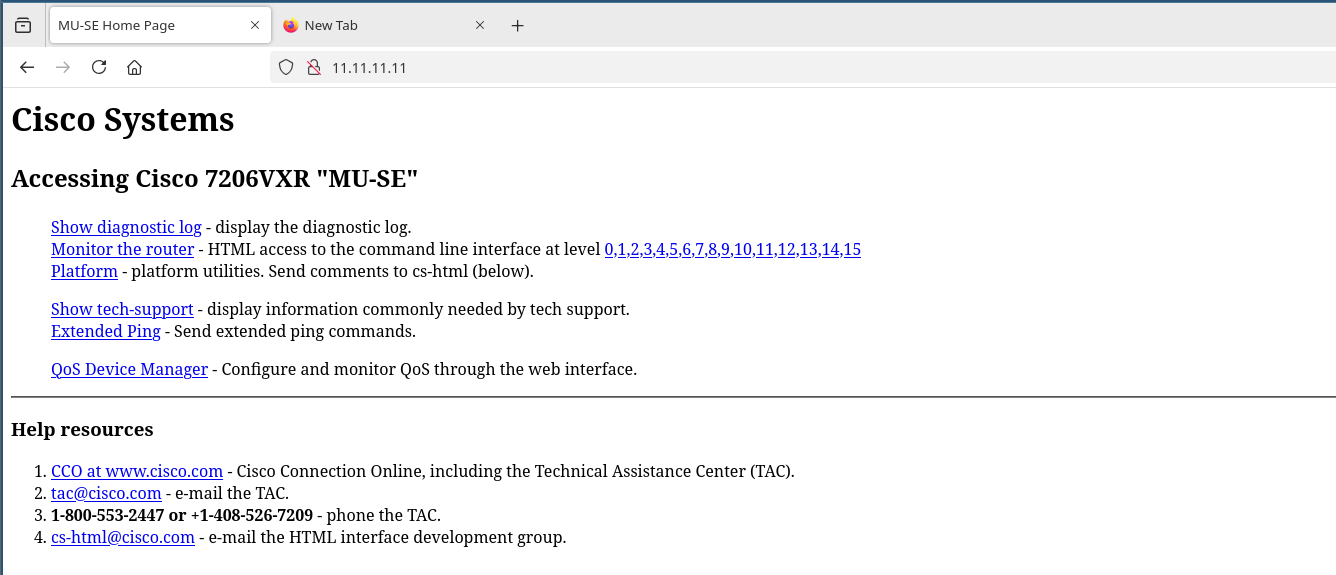 MU-SE Home Page
New Tab
11.11.11.11
Cisco Systems
Accessing Cisco 7206VXR "MU-SE"
Show diagnostic log - display the diagnostic log.
Monitor the router - HTML access to the command line interface at level 0,1,2,3,4,5,6,7,8,9,10,11,12,13,14,15
Platform - platform utilities. Send comments to cs-html (below).
Show tech-support - display information commonly needed by tech support.
Extended Ping - Send extended ping commands.
QoS Device Manager - Configure and monitor QoS through the web interface.
Help resources
1. CCO at www.cisco.com - Cisco Connection Online, including the Technical Assistance Center (TAC).
2. tac@cisco.com - e-mail the TAC.
3. 1-800-553-2447 or +1-408-526-7209 - phone the TAC.
4. cs-html@cisco.com - e-mail the HTML interface development group.